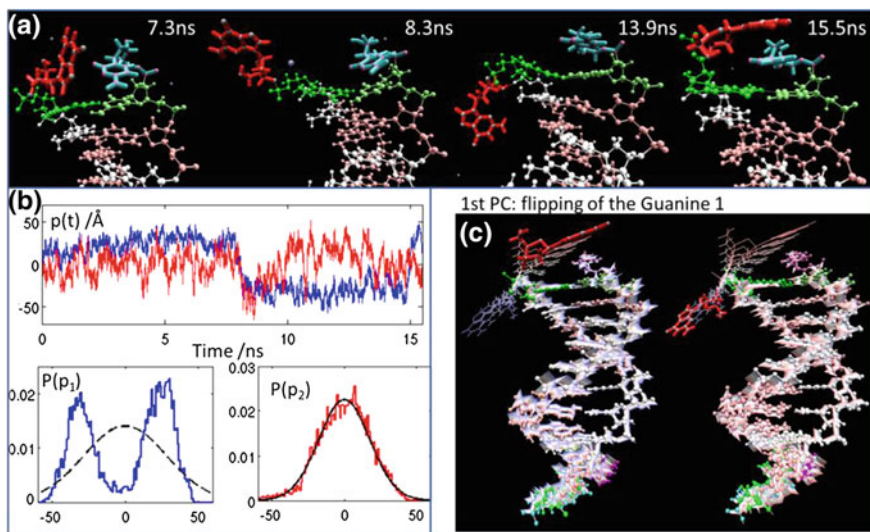 (a) 7.3ns 8.3ns 13.9ns 15.5ns
(b)
p(t) /Å
50
0
-50
0 5 10 15
Time /ns
P(p1)
0.02
0.01
0
-50 0 50
P(p2)
0.03
0.02
0.01
0
-50 0 50
1st PC: flipping of the Guanine 1
(c)